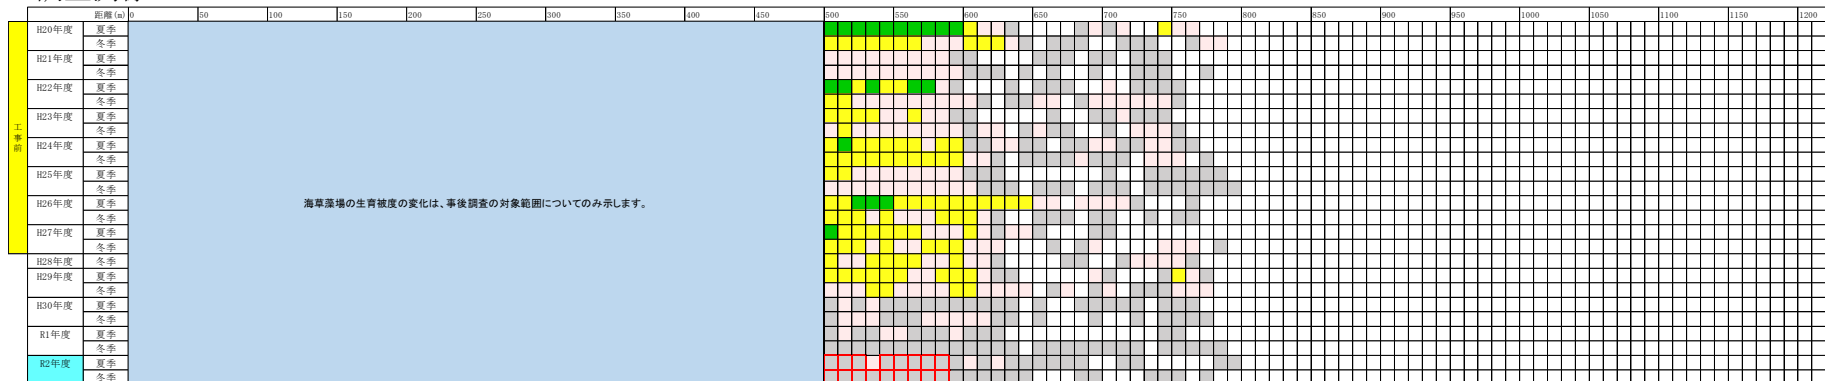 距離(m) 0 50 100 150 200 250 300 350 400 450 500 550 600 650 700 750 800 850 900 950 1000 1050 1100 1150 1200
工事前
H20年度 夏季
冬季
H21年度 夏季
冬季
H22年度 夏季
冬季
H23年度 夏季
冬季
H24年度 夏季
冬季
H25年度 夏季
冬季
海草藻場の生育被度の変化は、事後調査の対象範囲についてのみ示します。
H26年度 夏季
冬季
H27年度 夏季
冬季
H28年度 冬季
H29年度 夏季
冬季
H30年度 夏季
冬季
R1年度 夏季
冬季
R2年度 夏季
冬季